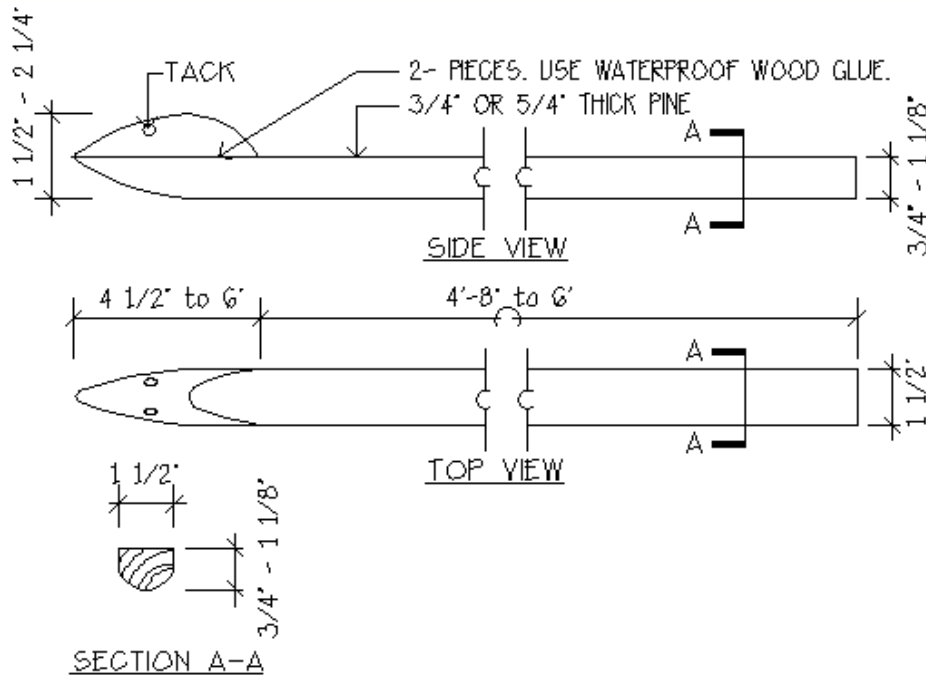 1 1/2" - 2 1/4"
TACK
2- PIECES. USE WATERPROOF WOOD GLUE.
3/4" OR 5/4" THICK PINE
A
A
3/4" - 1 1/8"
SIDE VIEW
4 1/2" to 6"
4'-8" to 6'
A
A
1 1/2"
TOP VIEW
1 1/2"
3/4" - 1 1/8"
SECTION A-A